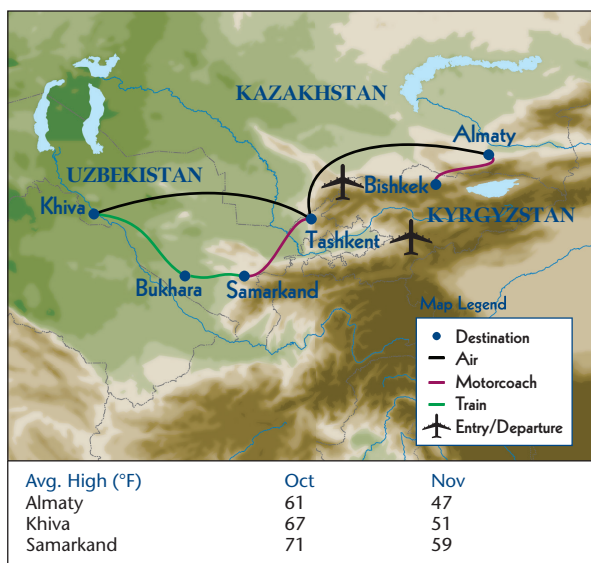 KAZAKHSTAN
Almaty
UZBEKISTAN
Bishkek
Khiva
KYRGYZSTAN
Tashkent
Bukhara
Samarkand
Map Legend
Destination
Air
Motorcoach
Train
Entry/Departure
Avg. High (°F) Oct Nov
Almaty 61 47
Khiva 67 51
Samarkand 71 59